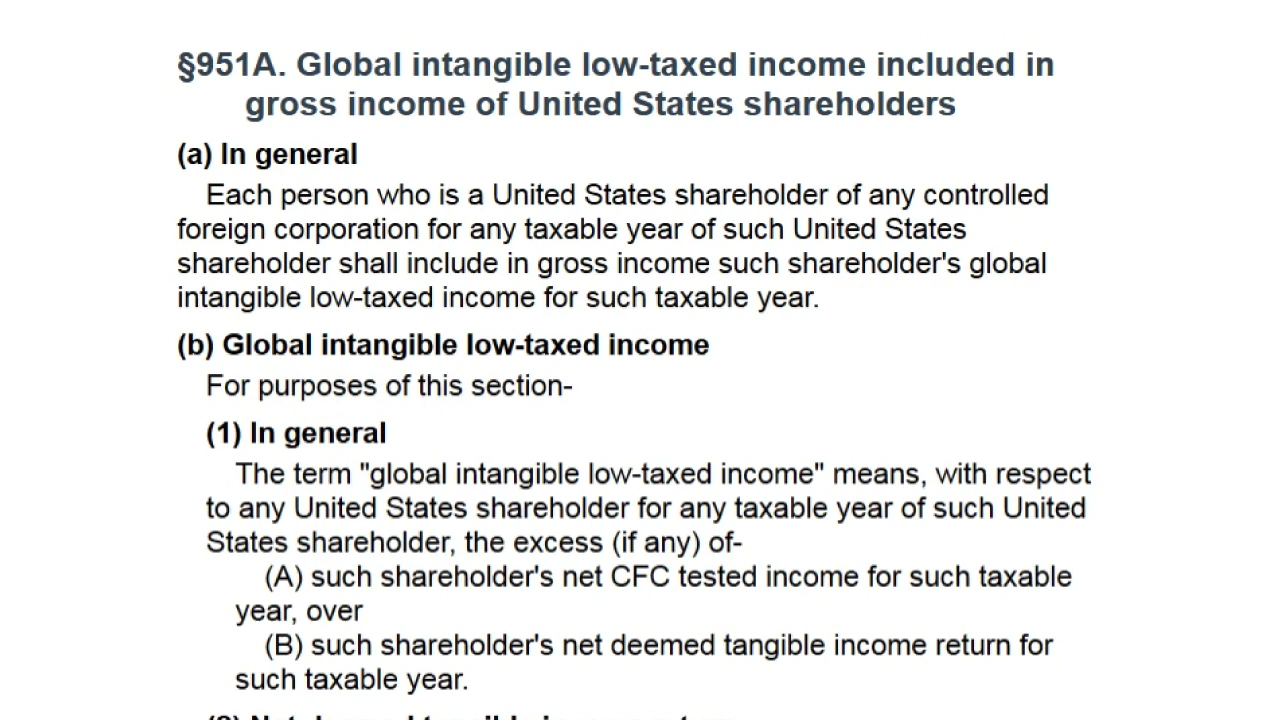 §951A. Global intangible low-taxed income included in
gross income of United States shareholders
(a) In general
Each person who is a United States shareholder of any controlled
foreign corporation for any taxable year of such United States
shareholder shall include in gross income such shareholder's global
intangible low-taxed income for such taxable year.
(b) Global intangible low-taxed income
For purposes of this section-
(1) In general
The term "global intangible low-taxed income" means, with respect
to any United States shareholder for any taxable year of such United
States shareholder, the excess (if any) of-
(A) such shareholder's net CFC tested income for such taxable
year, over
(B) such shareholder's net deemed tangible income return for
such taxable year.